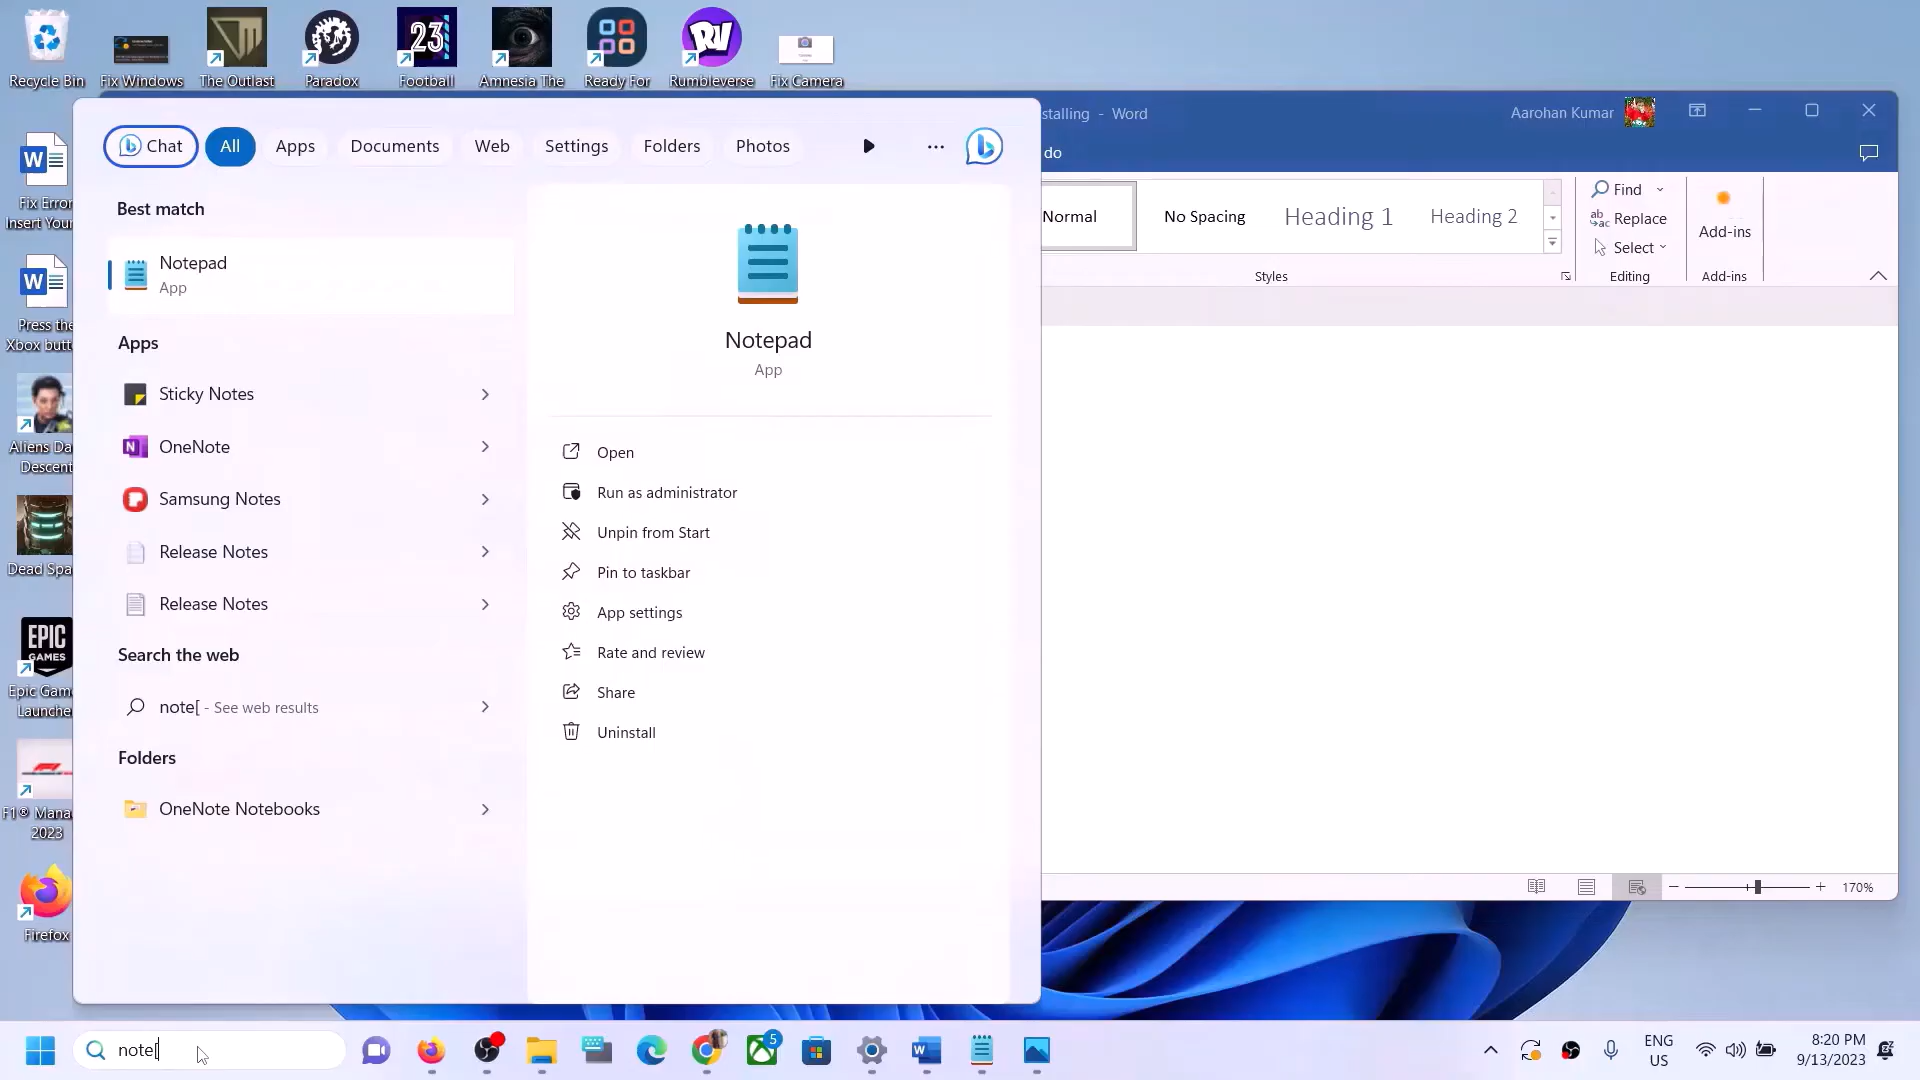 Recycle Bin
Fix Windows
The Outlast
Paradox
23
Football
Amnesia The
Ready For
RV
Rumbleverse
Fix Camera
stalling - Word
Aarohan Kumar
do
Chat
All
Apps
Documents
Web
Settings
Folders
Photos
Normal
No Spacing
Heading 1
Heading 2
Find
Replace
Select
Add-ins
Styles
Editing
Add-ins
Best match
Notepad
App
Apps
Sticky Notes
OneNote
Samsung Notes
Release Notes
Release Notes
Search the web
note[ - See web results
Folders
OneNote Notebooks
Notepad
App
Open
Run as administrator
Unpin from Start
Pin to taskbar
App settings
Rate and review
Share
Uninstall
Fix Error
Insert Your
Press the
Xbox butt
Aliens Da
Descent
Dead Spa
EPIC
GAMES
Epic Game
Launche
F1® Mana
2023
Firefox
170%
note[
5
ENG
US
8:20 PM
9/13/2023